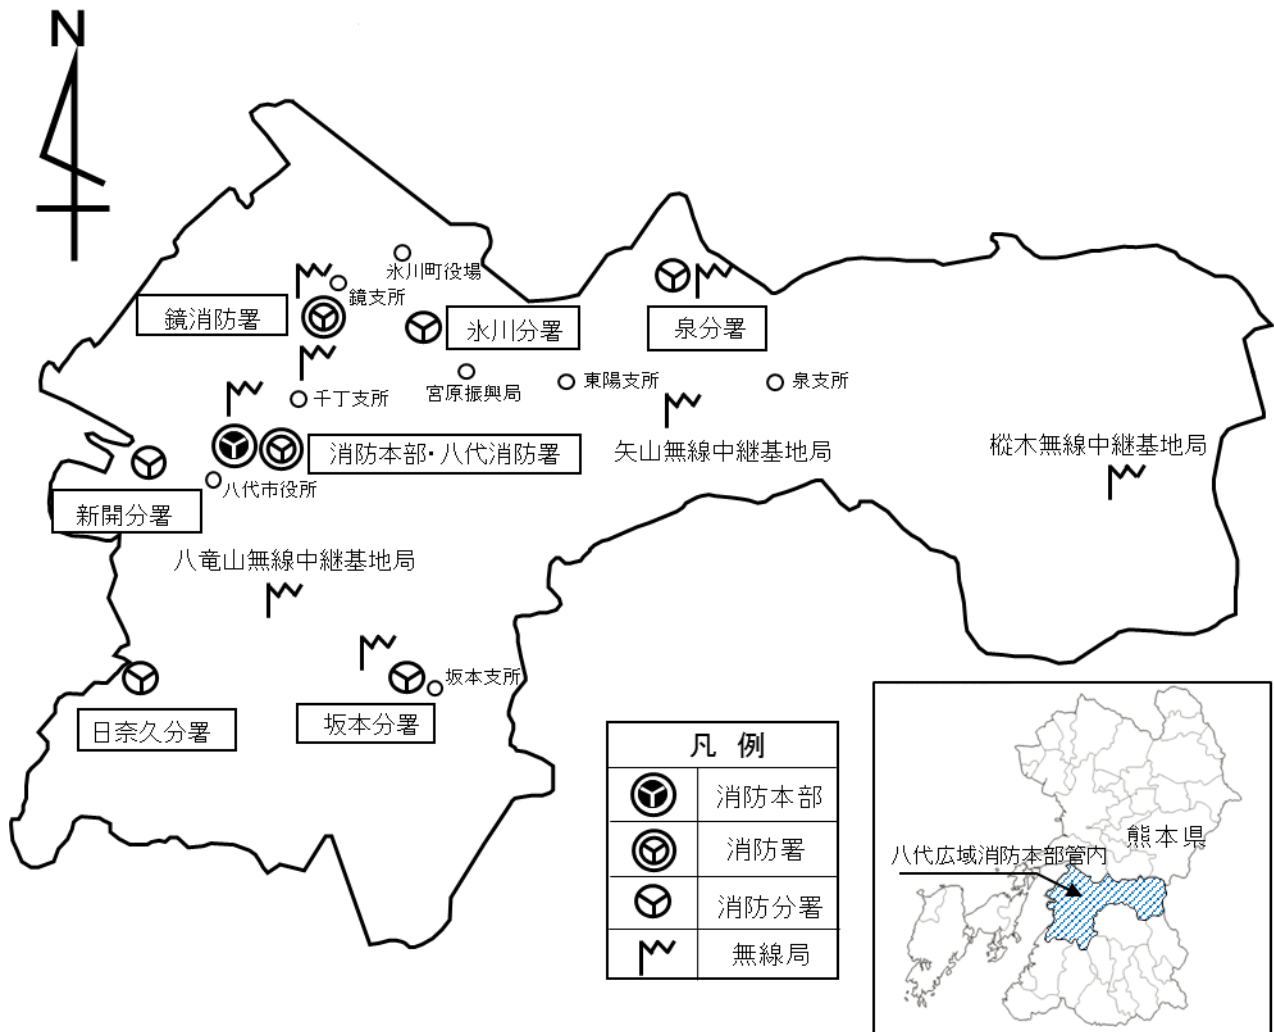 N
氷川町役場
鏡支所
鏡消防署
氷川分署
泉分署
宮原振興局
東陽支所
泉支所
千丁支所
消防本部・八代消防署
矢山無線中継基地局
樅木無線中継基地局
八代市役所
新開分署
八竜山無線中継基地局
坂本支所
日奈久分署
坂本分署
凡 例
消防本部
消防署
消防分署
無線局
熊本県
八代広域消防本部管内